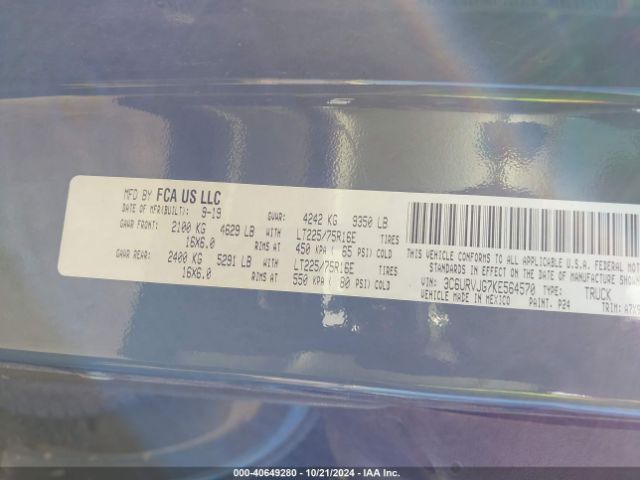 MFD BY FCA US LLC
DATE OF MFR(BUILT): 9-19 GVWR: 4242 KG 9350 LB
GAWR FRONT: 2100 KG 4629 LB WITH LT225/75R16E TIRES
16X6.0 RIMS AT 450 KPA ( 65 PSI) COLD
GAWR REAR: 2400 KG 5291 LB WITH LT225/75R16E TIRES
16X6.0 RIMS AT 550 KPA ( 80 PSI) COLD
THIS VEHICLE CONFORMS TO ALL APPLICABLE U.S.A. FEDERAL MOT
STANDARDS IN EFFECT ON THE DATE OF MANUFACTURE SHOWN
VIN: 3C6URVJG7KE564570 TYPE: TRUCK
VEHICLE MADE IN MEXICO PAINT: P24 TRIM: A7X9
000-40649280 - 10/21/2024 - IAA Inc.